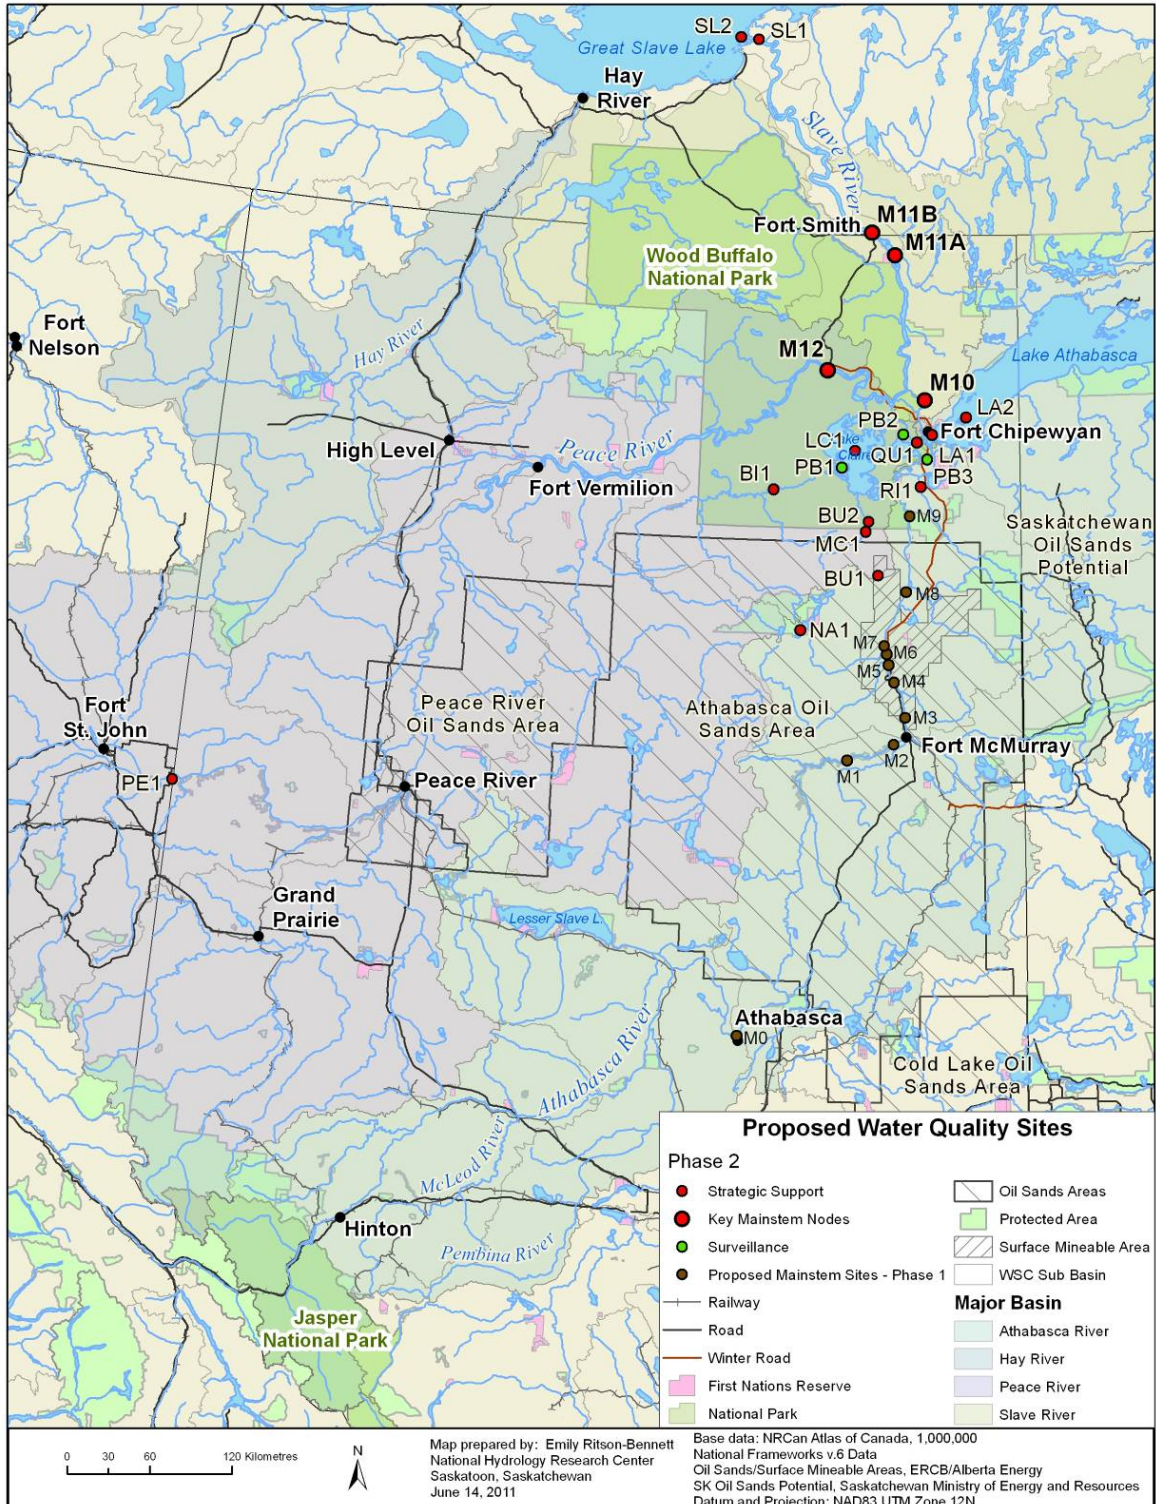 SL2
SL1
Great Slave Lake
Hay
River
Slave River
Fort Smith
M11B
M11A
Wood Buffalo
National Park
Fort
Nelson
Hay River
Lake Athabasca
M12
M10
LA2
PB2
Fort Chipewyan
LC1
Lake
Claire
QU1
LA1
High Level
Peace River
PB1
PB3
Fort Vermilion
BI1
RI1
M9
BU2
MC1
Saskatchewan
Oil Sands
Potential
BU1
M8
NA1
M7
M6
M5
M4
Fort
St. John
Peace River
Oil Sands Area
Athabasca Oil
Sands Area
M3
Fort McMurray
M2
M1
PE1
Peace River
Grand
Prairie
Lesser Slave L.
Athabasca River
Athabasca
M0
Cold Lake Oil
Sands Area
McLeod River
Hinton
Pembina River
Jasper
National Park
Proposed Water Quality Sites
Phase 2
Strategic Support
Key Mainstem Nodes
Surveillance
Proposed Mainstem Sites - Phase 1
Railway
Road
Winter Road
First Nations Reserve
National Park
Oil Sands Areas
Protected Area
Surface Mineable Area
WSC Sub Basin
Major Basin
Athabasca River
Hay River
Peace River
Slave River
0 30 60 120 Kilometres
N
Map prepared by: Emily Ritson-Bennett
National Hydrology Research Center
Saskatoon, Saskatchewan
June 14, 2011
Base data: NRCan Atlas of Canada, 1,000,000
National Frameworks v.6 Data
Oil Sands/Surface Mineable Areas, ERCB/Alberta Energy
SK Oil Sands Potential, Saskatchewan Ministry of Energy and Resources
Datum and Projection: NAD83 UTM Zone 12N